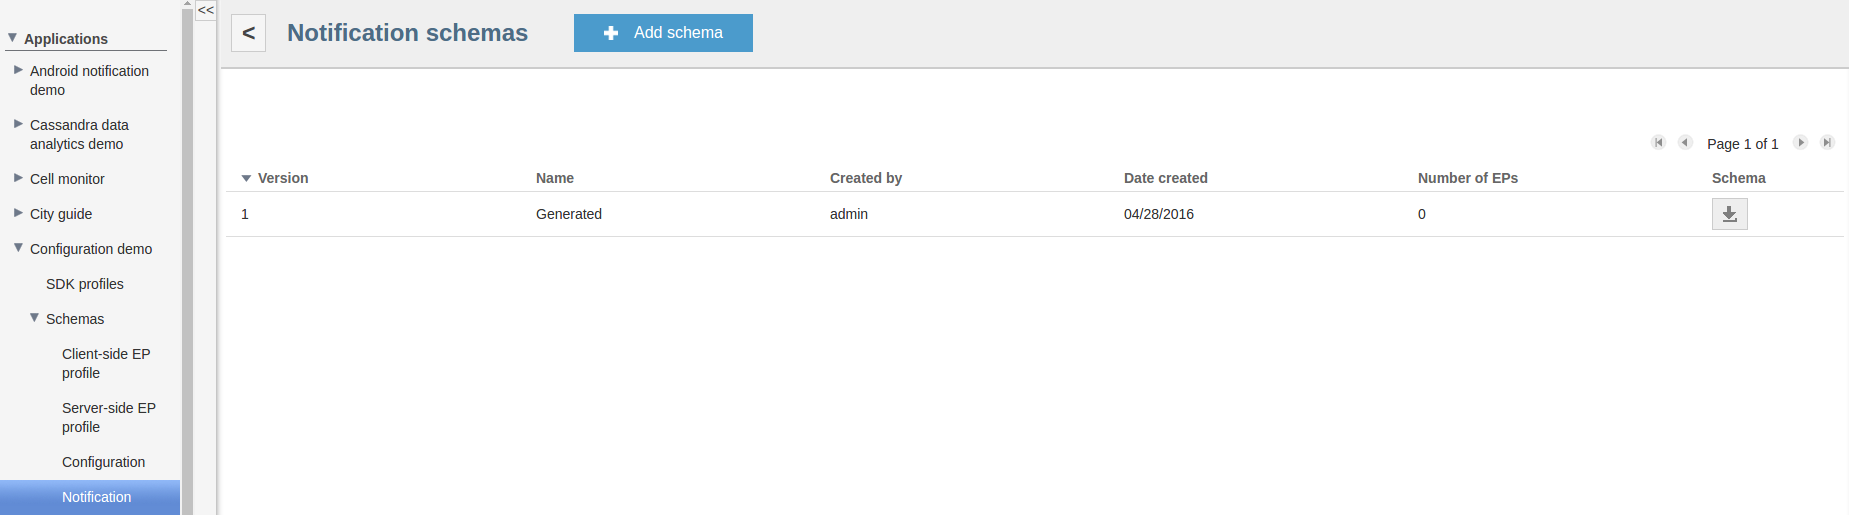 <<
Applications
Android notification
demo
Cassandra data
analytics demo
Cell monitor
City guide
Configuration demo
SDK profiles
Schemas
Client-side EP
profile
Server-side EP
profile
Configuration
Notification
< Notification schemas Add schema
Page 1 of 1
Version Name Created by Date created Number of EPs Schema
1 Generated admin 04/28/2016 0